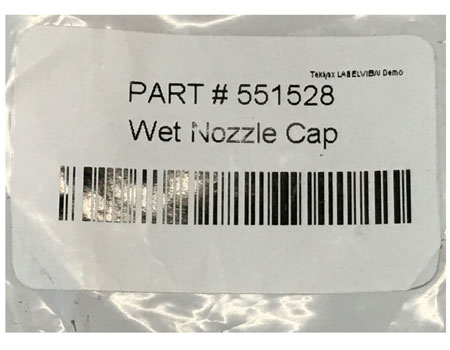 Teklynx LABELVIEW Demo
PART # 551528
Wet Nozzle Cap